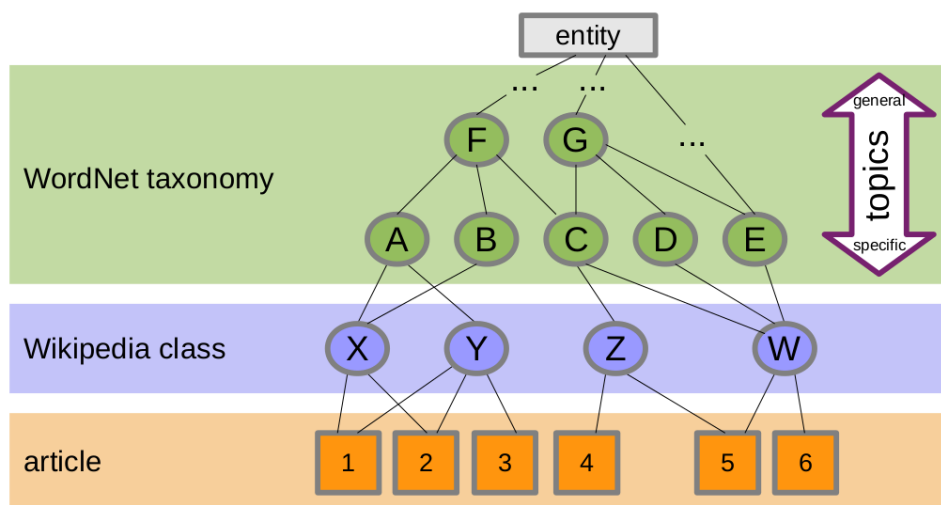 entity
... ...
general
F G
...
WordNet taxonomy
topics
A B C D E
specific
Wikipedia class
X Y Z W
article
1 2 3 4 5 6